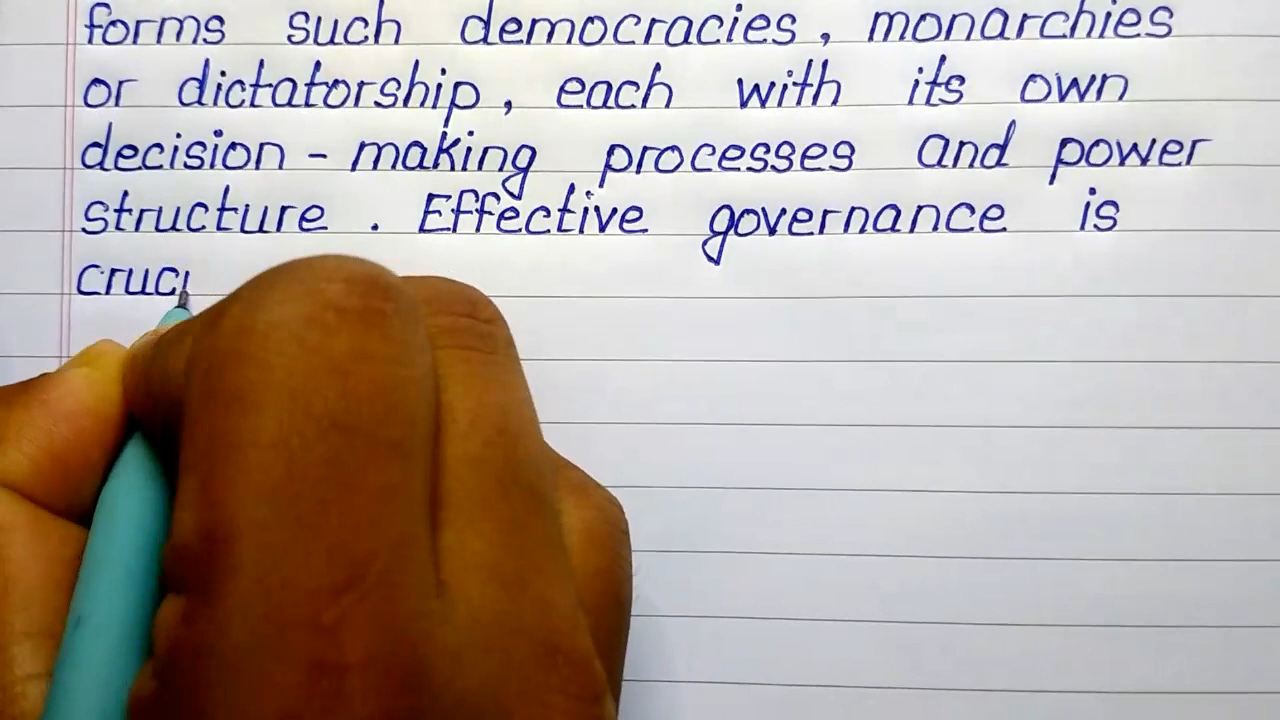 forms such democracies, monarchies
or dictatorship, each with its own
decision - making processes and power
structure. Effective governance is
cruci